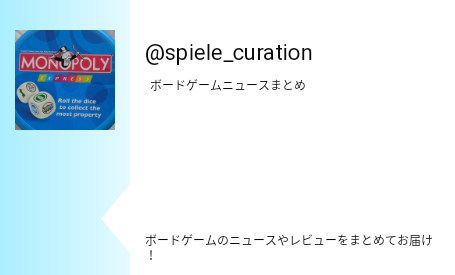 MONOPOLY
EXPRESS
Roll the dice
to collect the
most property
@spiele_curation
ボードゲームニュースまとめ
ボードゲームのニュースやレビューをまとめてお届け
！